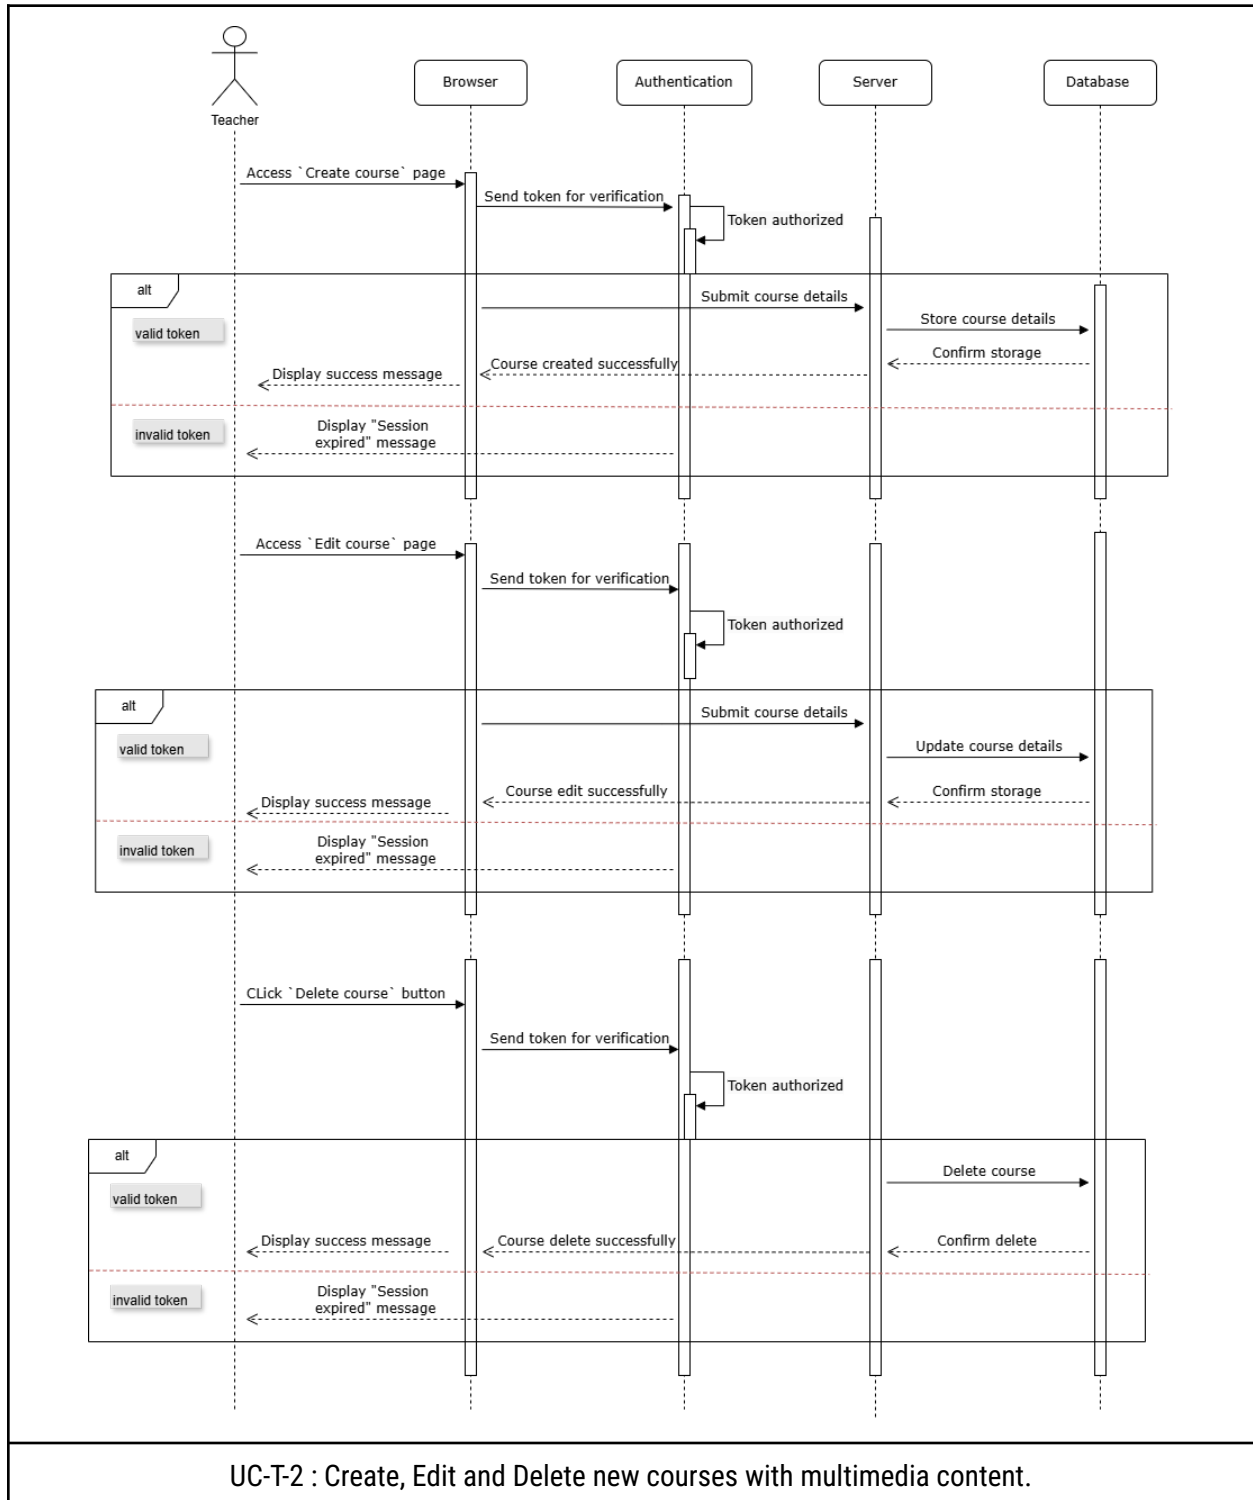 Teacher
Browser
Authentication
Server
Database
Access `Create course` page
Send token for verification
Token authorized
alt
valid token
Submit course details
Store course details
Confirm storage
Course created successfully
Display success message
invalid token
Display "Session
expired" message
Access `Edit course` page
Send token for verification
Token authorized
alt
valid token
Submit course details
Update course details
Confirm storage
Course edit successfully
Display success message
invalid token
Display "Session
expired" message
CLick `Delete course` button
Send token for verification
Token authorized
alt
valid token
Delete course
Confirm delete
Course delete successfully
Display success message
invalid token
Display "Session
expired" message
UC-T-2 : Create, Edit and Delete new courses with multimedia content.